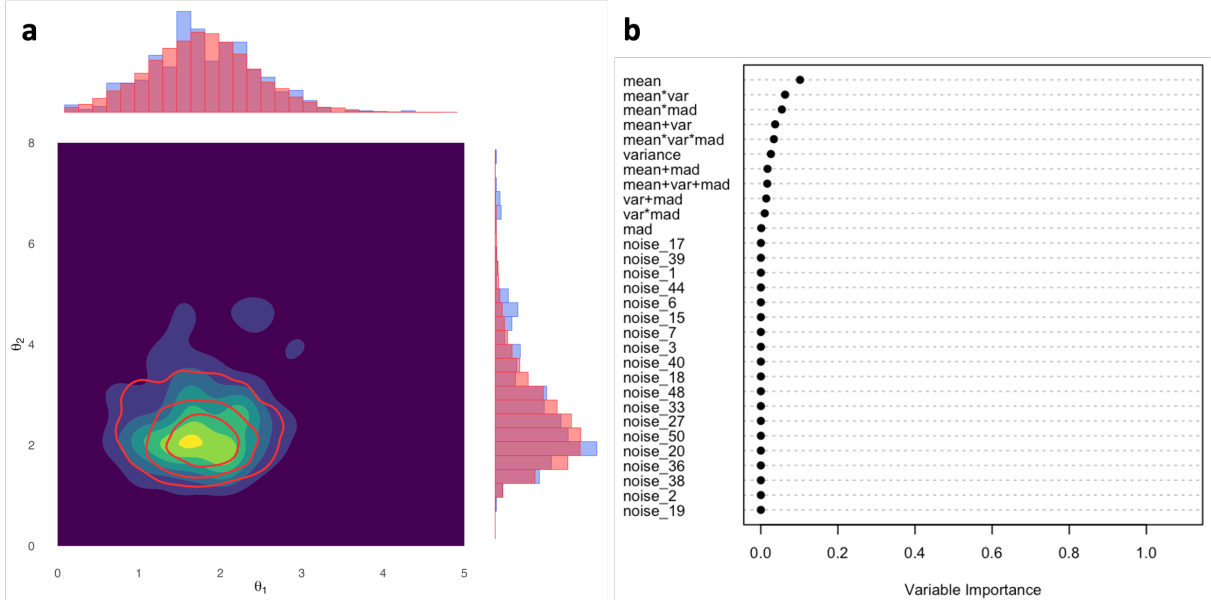 a
8
6
4
2
0
θ2
0 1 2 3 4 5
θ1
b
mean
mean*var
mean*mad
mean+var
mean*var*mad
variance
mean+mad
mean+var+mad
var+mad
var*mad
mad
noise_17
noise_39
noise_1
noise_44
noise_6
noise_15
noise_7
noise_3
noise_40
noise_18
noise_48
noise_33
noise_27
noise_50
noise_20
noise_36
noise_38
noise_2
noise_19
0.0 0.2 0.4 0.6 0.8 1.0
Variable Importance